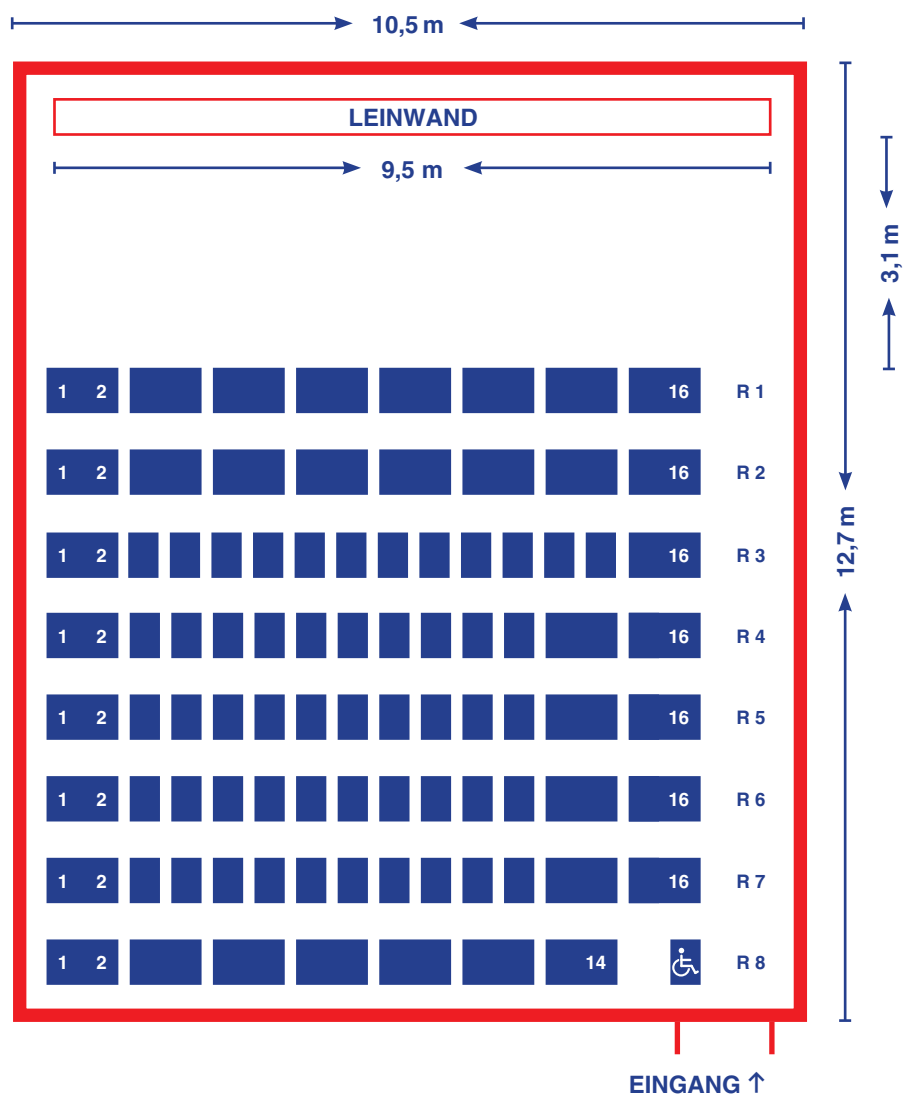 10,5 m
LEINWAND
9,5 m
3,1 m
12,7 m
1 2 16 R 1
1 2 16 R 2
1 2 16 R 3
1 2 16 R 4
1 2 16 R 5
1 2 16 R 6
1 2 16 R 7
1 2 14 R 8
EINGANG ↑